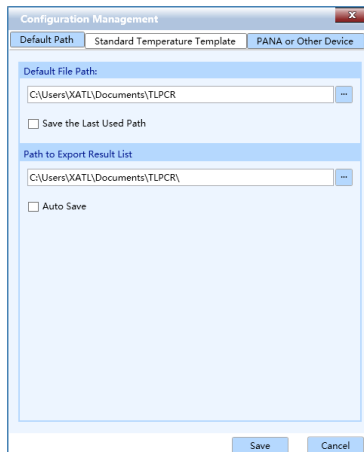 Configuration Management
x
Default Path
Standard Temperature Template
PANA or Other Device
Default File Path:
C:\Users\XATL\Documents\TLPCR
...
Save the Last Used Path
Path to Export Result List
C:\Users\XATL\Documents\TLPCR\
...
Auto Save
Save
Cancel